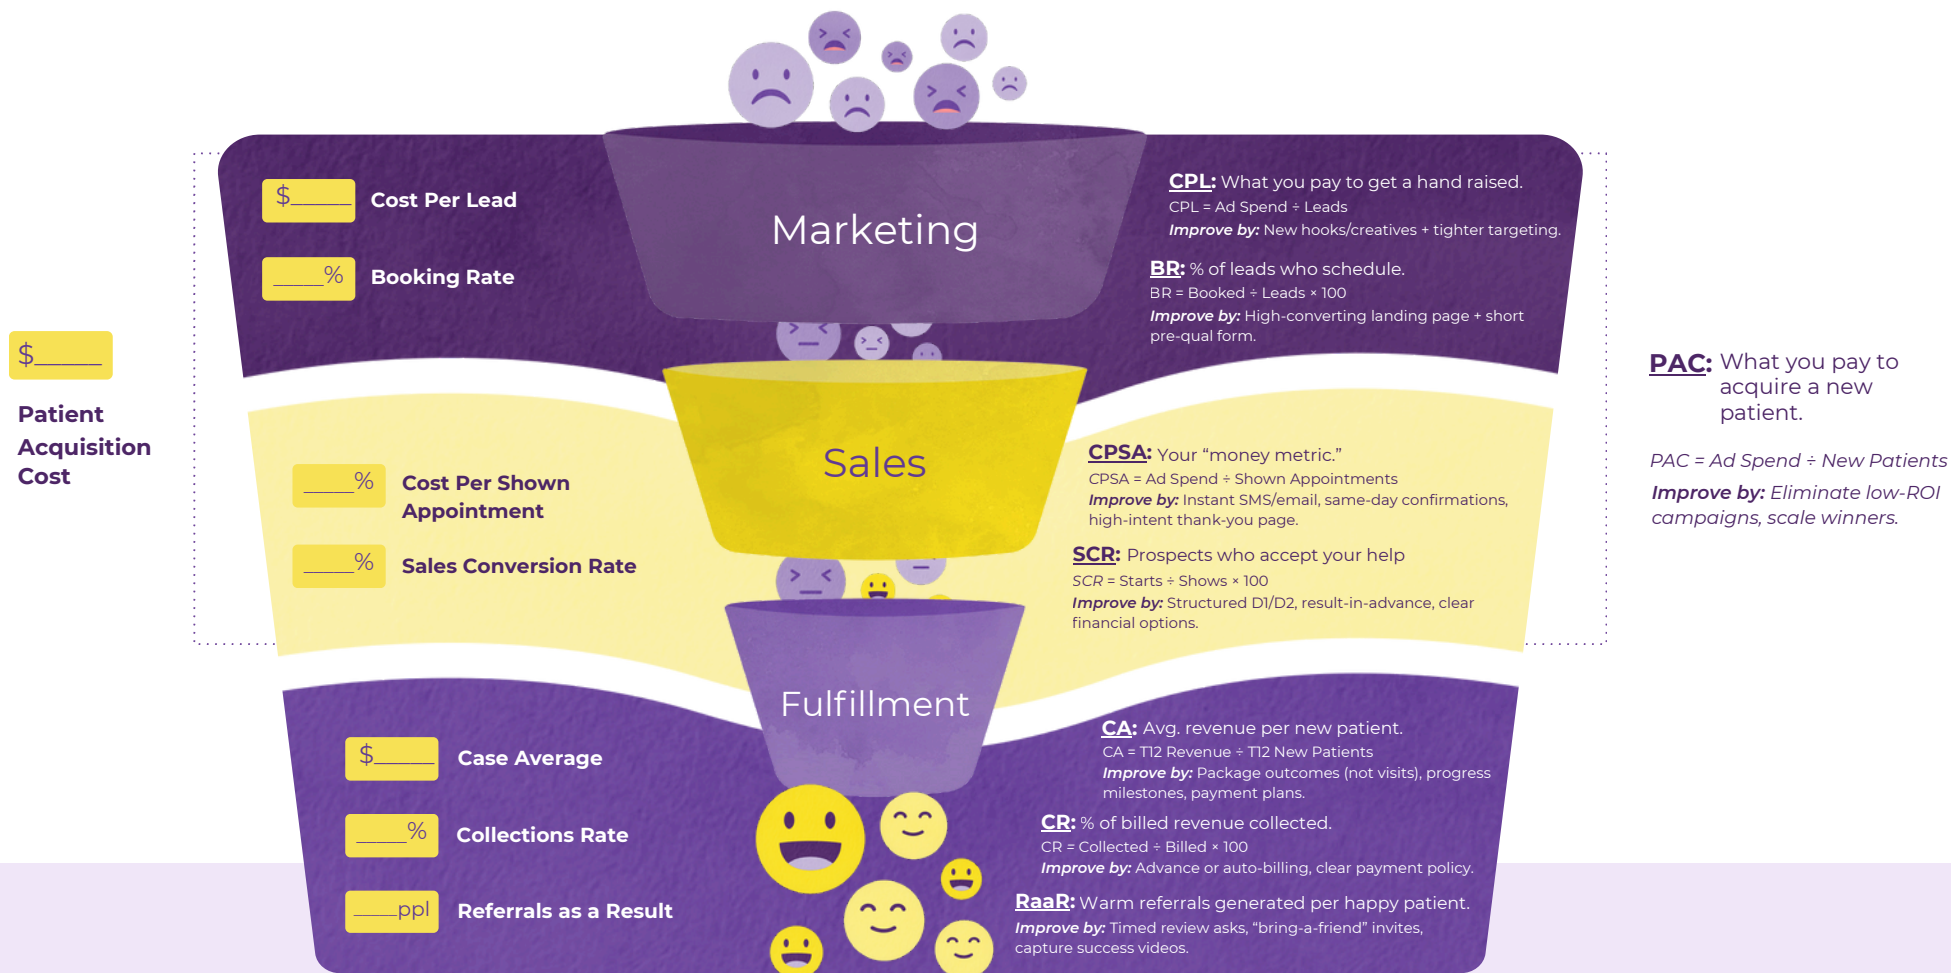 $_____
Patient
Acquisition
Cost
$_____
Cost Per Lead
____%
Booking Rate
Marketing
CPL: What you pay to get a hand raised.
CPL = Ad Spend ÷ Leads
Improve by: New hooks/creatives + tighter targeting.
BR: % of leads who schedule.
BR = Booked ÷ Leads × 100
Improve by: High-converting landing page + short
pre-qual form.
____%
Cost Per Shown
Appointment
____%
Sales Conversion Rate
Sales
CPSA: Your “money metric.”
CPSA = Ad Spend ÷ Shown Appointments
Improve by: Instant SMS/email, same-day confirmations,
high-intent thank-you page.
SCR: Prospects who accept your help
SCR = Starts ÷ Shows × 100
Improve by: Structured D1/D2, result-in-advance, clear
financial options.
$_____
Case Average
____%
Collections Rate
____ppl
Referrals as a Result
Fulfillment
CA: Avg. revenue per new patient.
CA = T12 Revenue ÷ T12 New Patients
Improve by: Package outcomes (not visits), progress
milestones, payment plans.
CR: % of billed revenue collected.
CR = Collected ÷ Billed × 100
Improve by: Advance or auto-billing, clear payment policy.
RaaR: Warm referrals generated per happy patient.
Improve by: Timed review asks, “bring-a-friend” invites,
capture success videos.
PAC: What you pay to
acquire a new
patient.
PAC = Ad Spend ÷ New Patients
Improve by: Eliminate low-ROI
campaigns, scale winners.